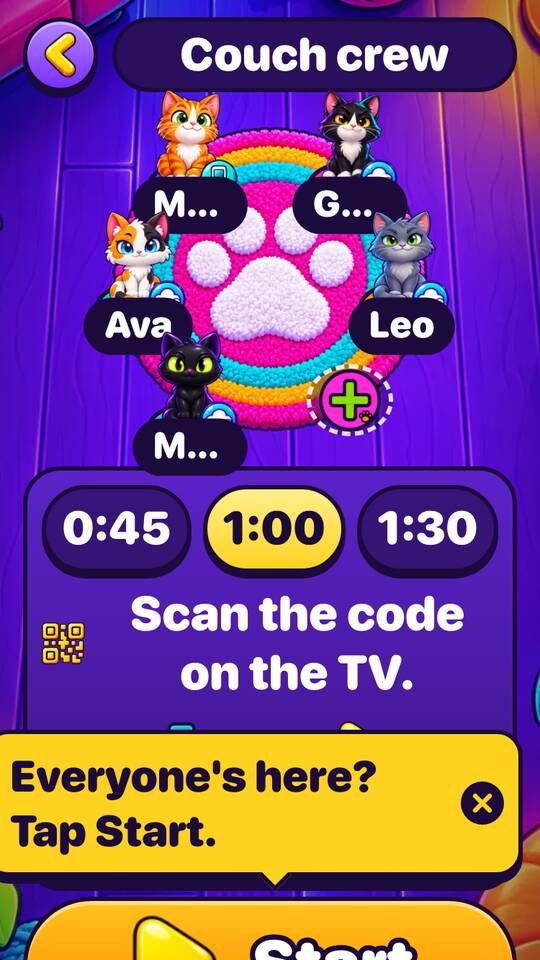 Couch crew
M...
G...
Ava
Leo
M...
0:45
1:00
1:30
Scan the code
on the TV.
Everyone's here?
Tap Start.
Start